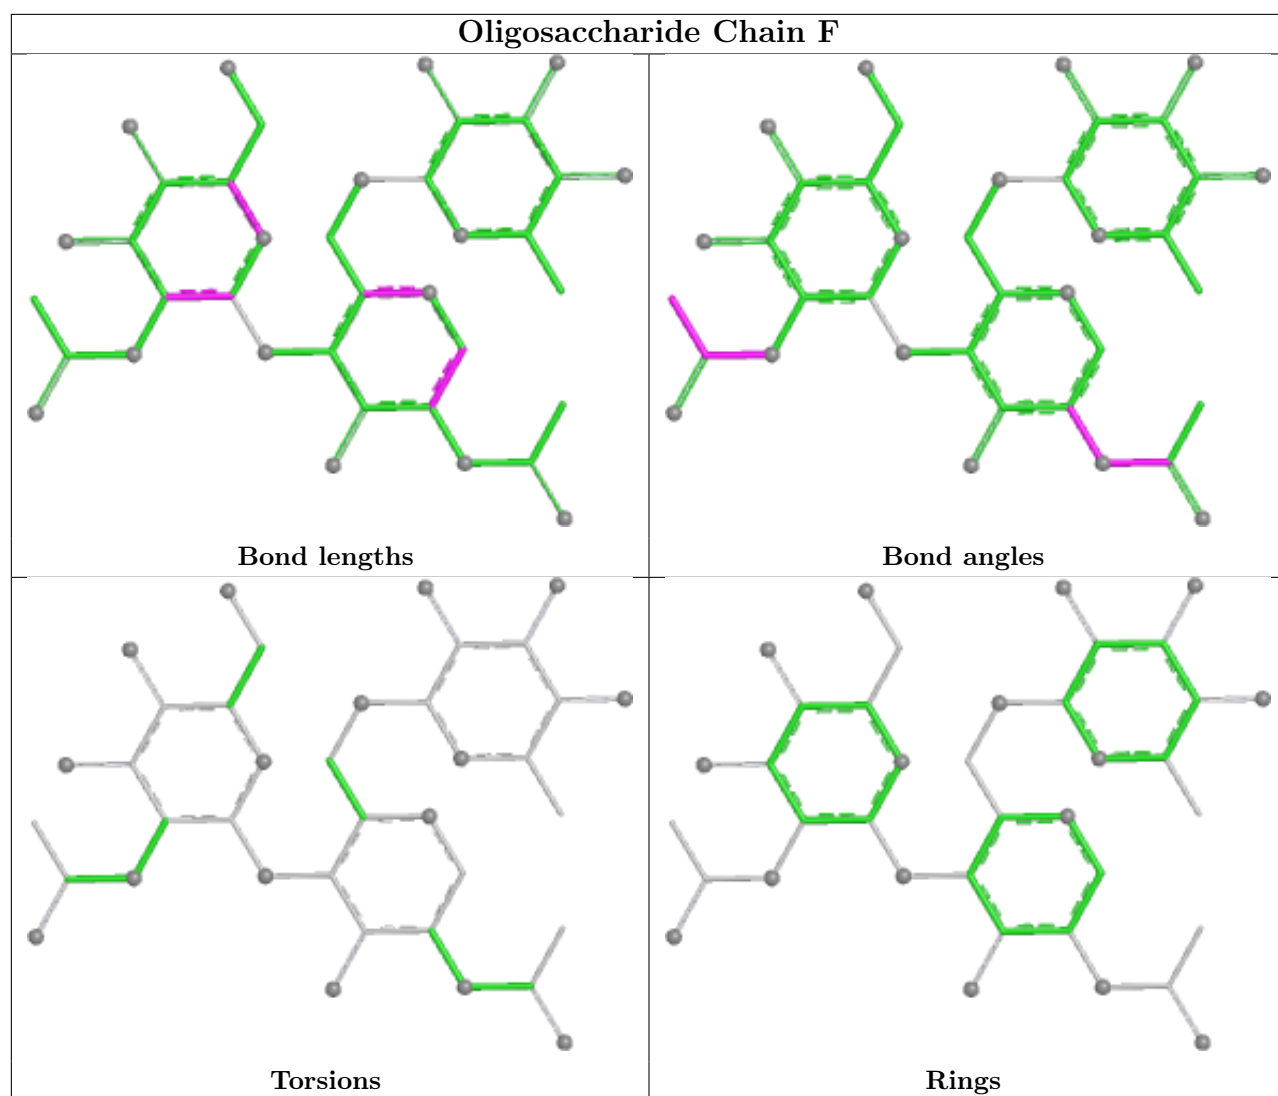 Oligosaccharide Chain F
Bond lengths
Bond angles
Torsions
Rings